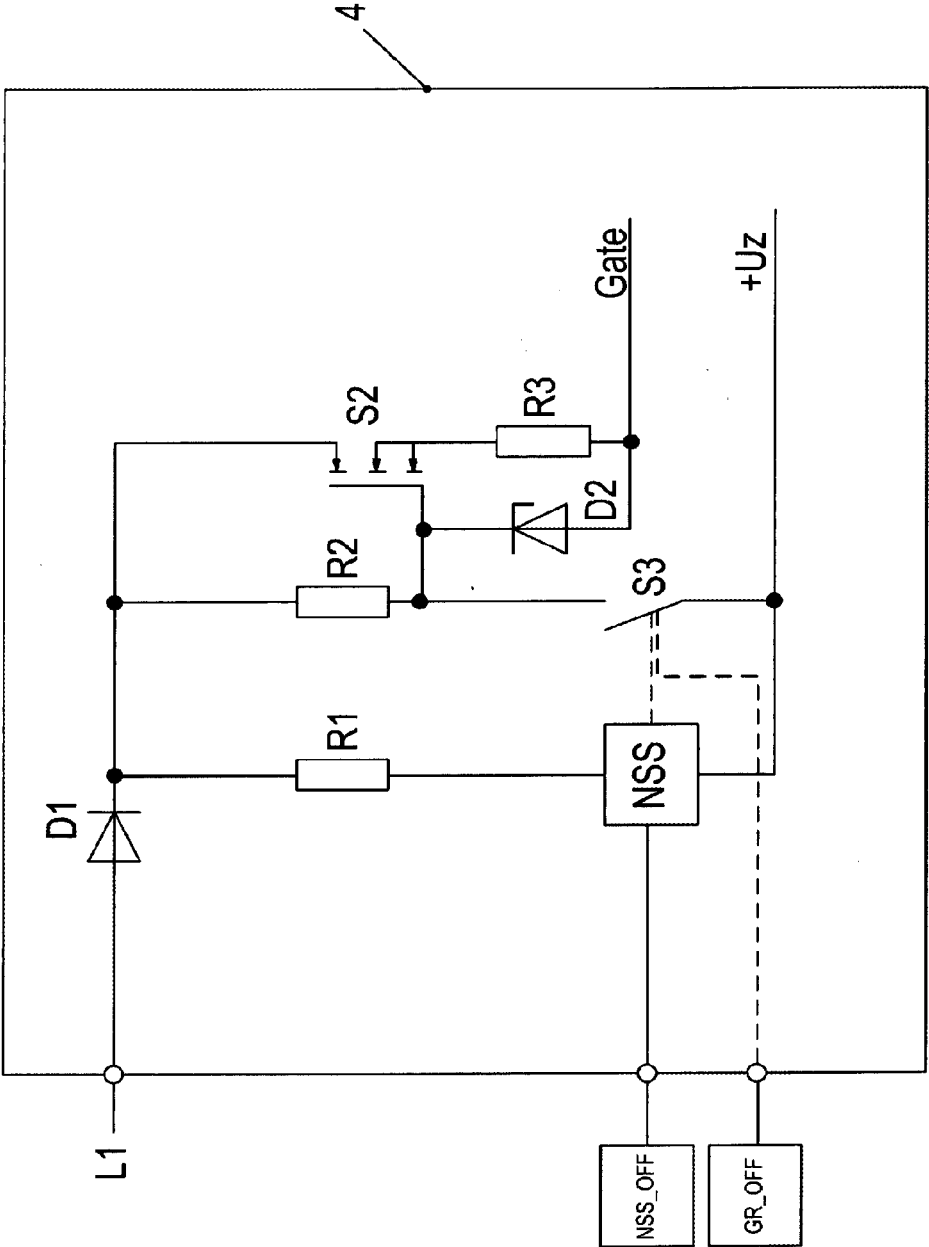 4
L1
D1
R1
R2
S2
R3
D2
Gate
S3
NSS
+Uz
NSS_OFF
GR_OFF